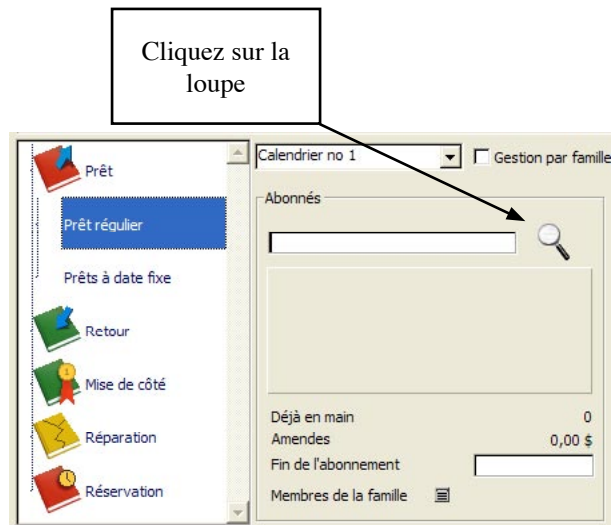 Cliquez sur la
loupe
Prêt
Prêt régulier
Prêts à date fixe
Retour
Mise de côté
Réparation
Réservation
Calendrier no 1
Gestion par famille
Abonnés
Déjà en main 0
Amendes 0,00 $
Fin de l'abonnement
Membres de la famille